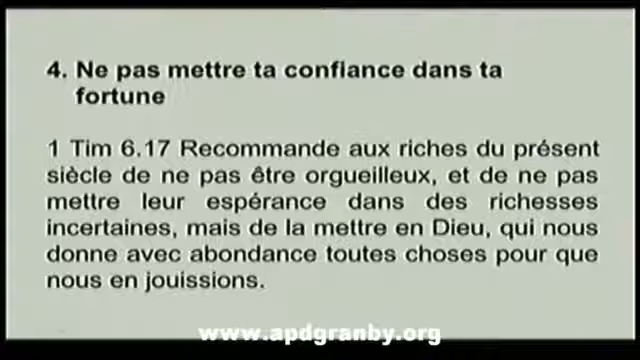 4. Ne pas mettre ta confiance dans ta
fortune
1 Tim 6.17 Recommande aux riches du présent
siècle de ne pas être orgueilleux, et de ne pas
mettre leur espérance dans des richesses
incertaines, mais de la mettre en Dieu, qui nous
donne avec abondance toutes choses pour que
nous en jouissions.
www.apdgranby.org